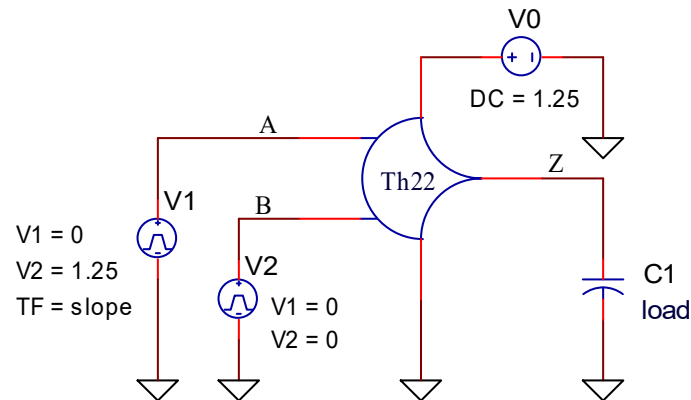 V0
DC = 1.25
A
Z
Th22
V1
B
V1 = 0
V2 = 1.25
TF = slope
V2
V1 = 0
V2 = 0
C1
load